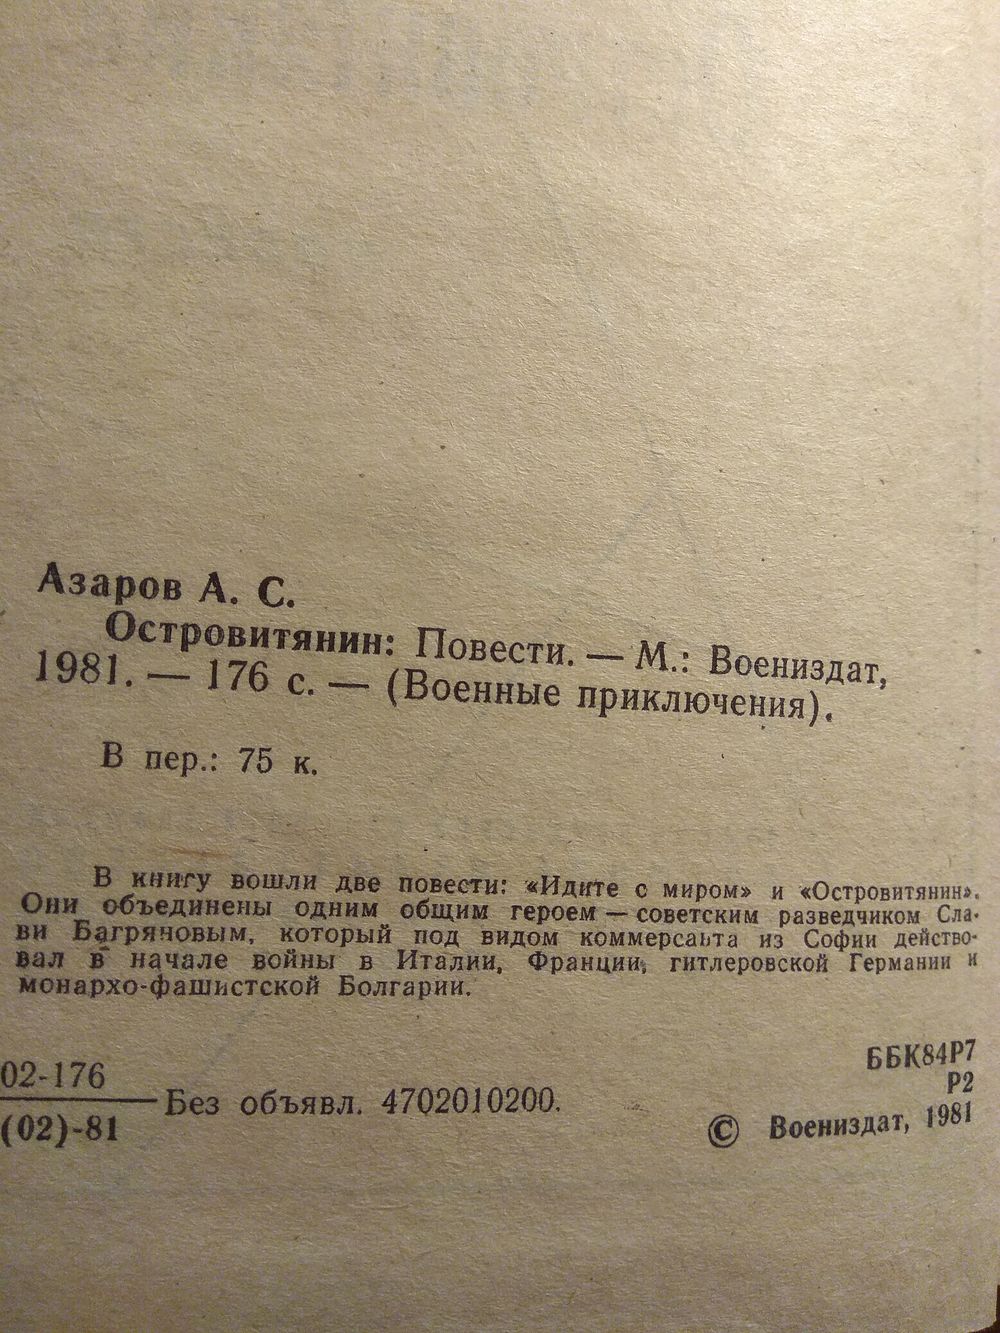 Азаров А. С.
Островитянин: Повести. — М.: Воениздат,
1981. — 176 с. — (Военные приключения).
В пер.: 75 к.
В книгу вошли две повести: «Идите с миром» и «Островитянин».
Они объединены одним общим героем — советским разведчиком Сла-
ви Багряновым, который под видом коммерсанта из Софии действо-
вал в начале войны в Италии, Франции, гитлеровской Германии и
монархо-фашистской Болгарии.
02-176
(02)-81
Без объявл. 4702010200.
ББК84Р7
Р2
© Воениздат, 1981